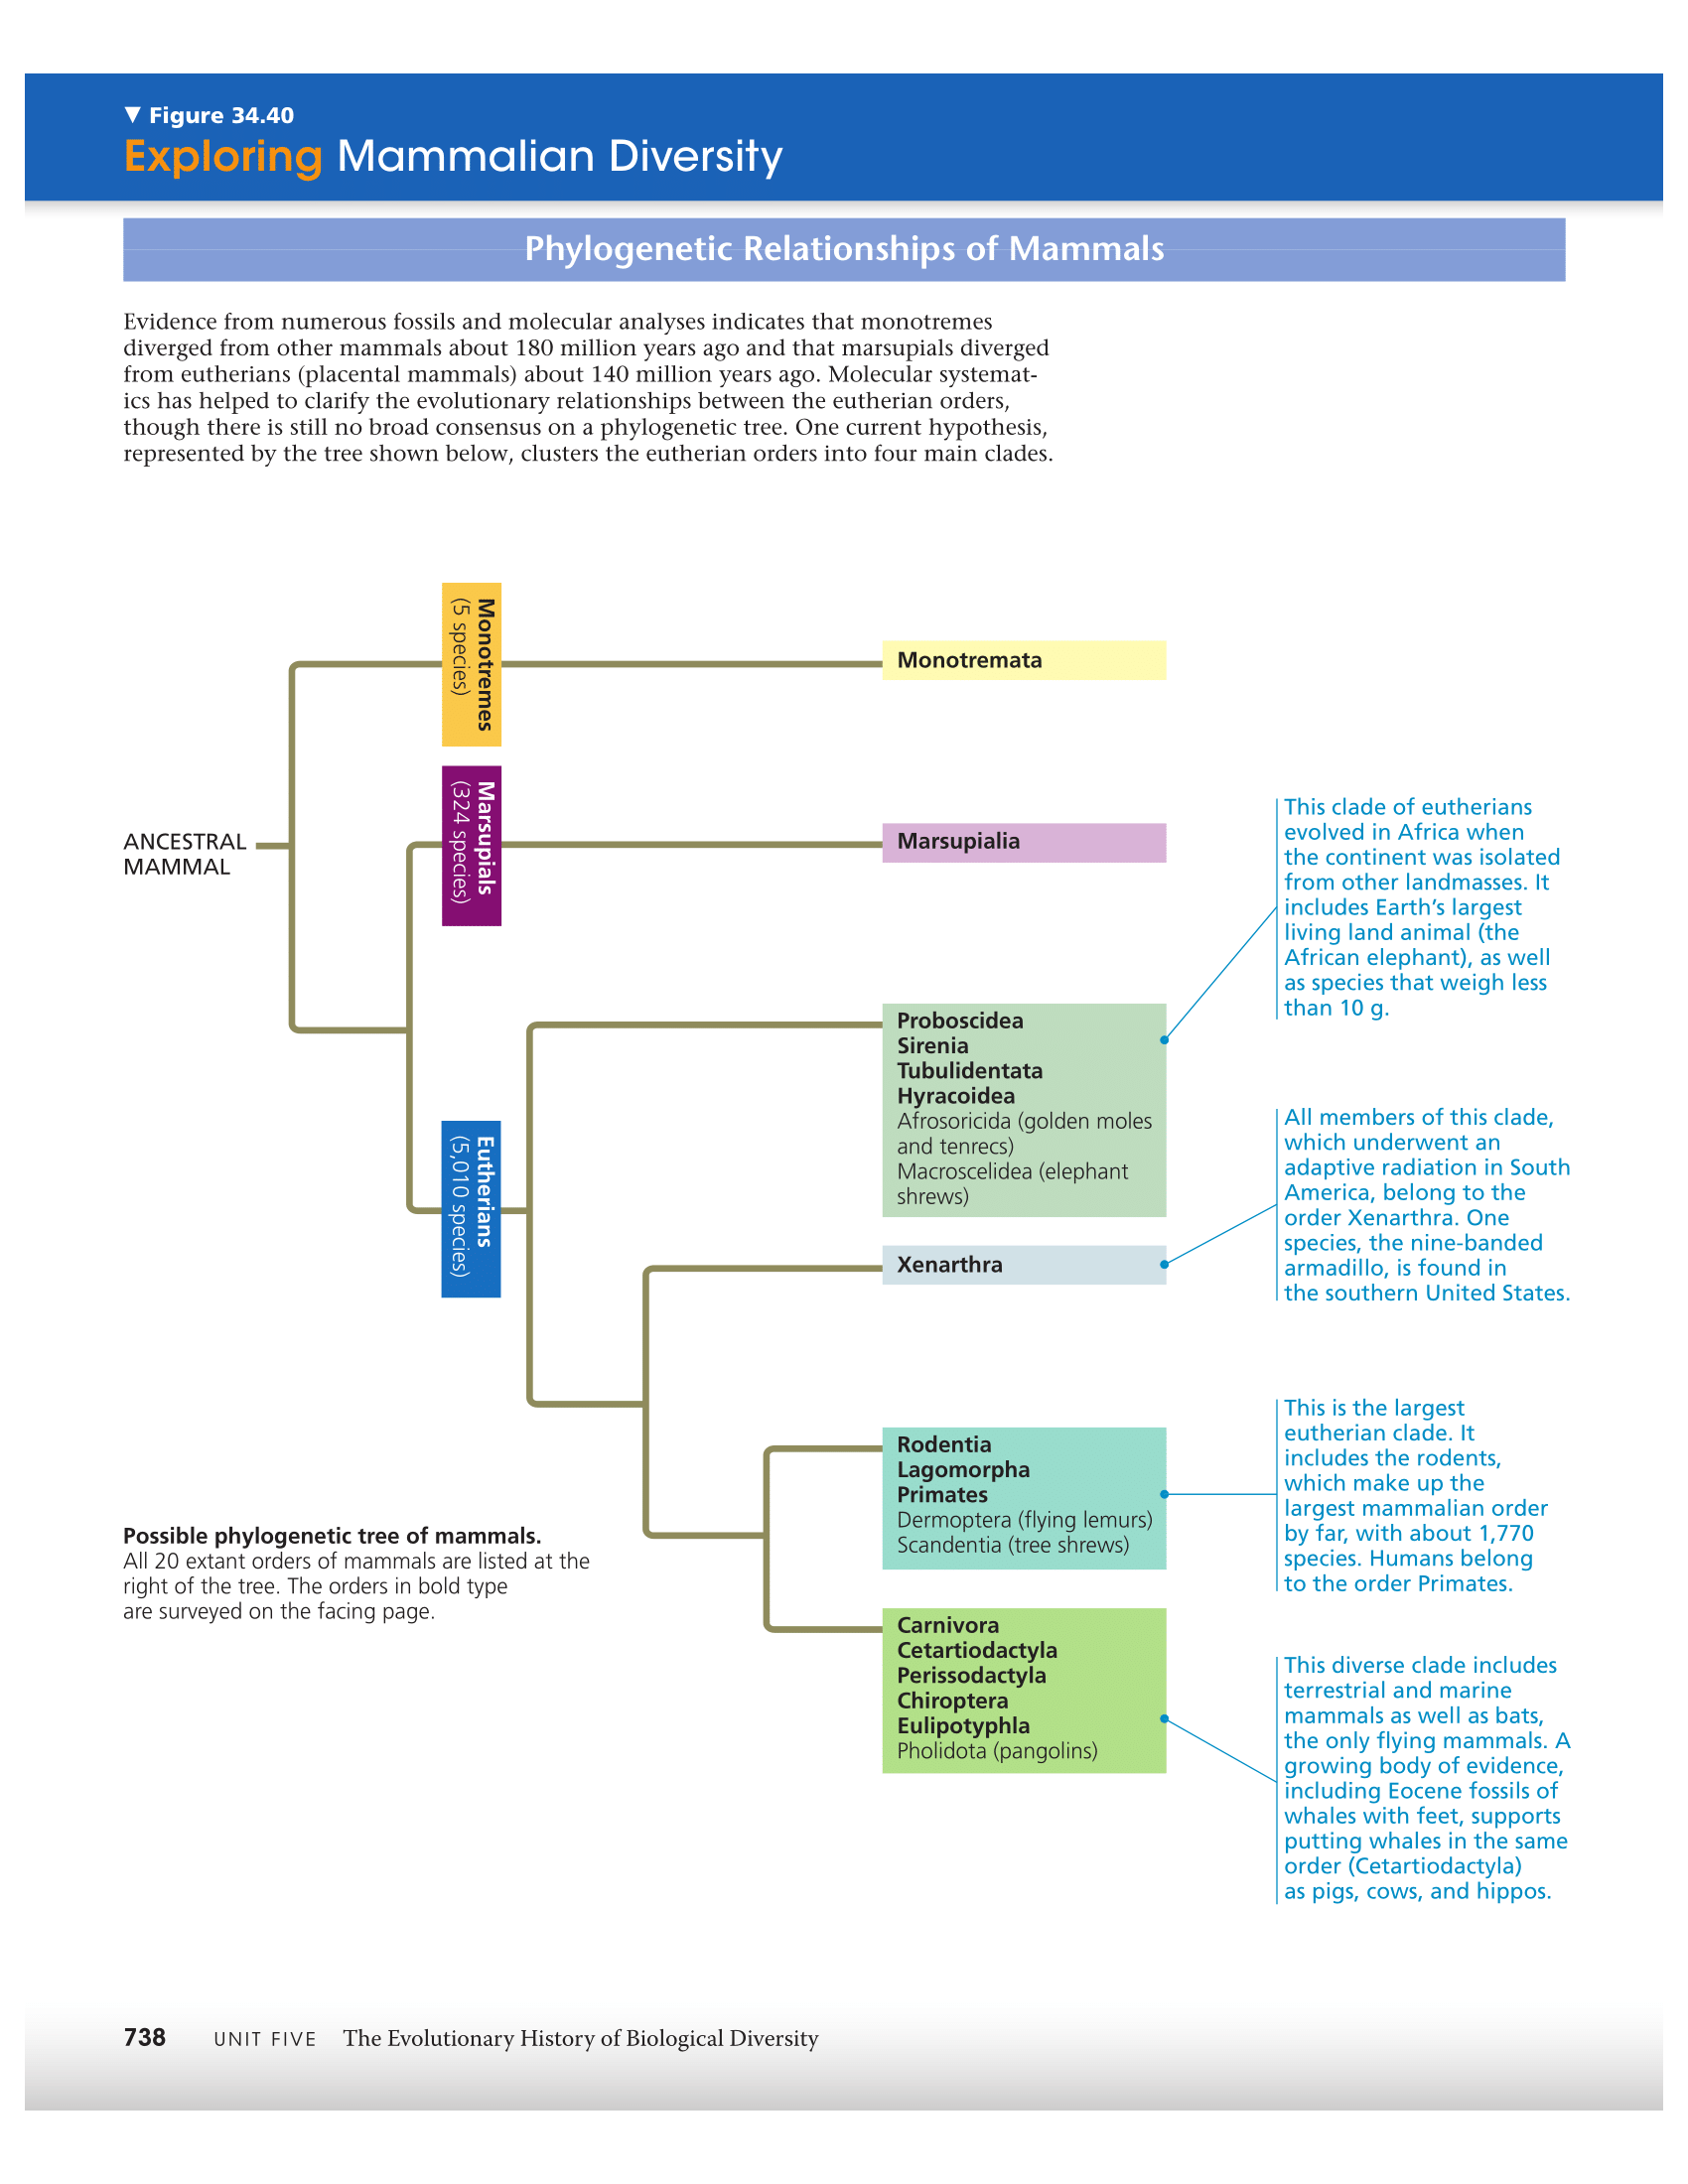 ▼ Figure 34.40
Exploring Mammalian Diversity
Phylogenetic Relationships of Mammals
Evidence from numerous fossils and molecular analyses indicates that monotremes
diverged from other mammals about 180 million years ago and that marsupials diverged
from eutherians (placental mammals) about 140 million years ago. Molecular systemat-
ics has helped to clarify the evolutionary relationships between the eutherian orders,
though there is still no broad consensus on a phylogenetic tree. One current hypothesis,
represented by the tree shown below, clusters the eutherian orders into four main clades.
ANCESTRAL
MAMMAL
Monotremes
(5 species)
Marsupials
(324 species)
Eutherians
(5,010 species)
Monotremata
Marsupialia
Proboscidea
Sirenia
Tubulidentata
Hyracoidea
Afrosoricida (golden moles
and tenrecs)
Macroscelidea (elephant
shrews)
Xenarthra
Rodentia
Lagomorpha
Primates
Dermoptera (flying lemurs)
Scandentia (tree shrews)
Carnivora
Cetartiodactyla
Perissodactyla
Chiroptera
Eulipotyphla
Pholidota (pangolins)
This clade of eutherians
evolved in Africa when
the continent was isolated
from other landmasses. It
includes Earth's largest
living land animal (the
African elephant), as well
as species that weigh less
than 10 g.
All members of this clade,
which underwent an
adaptive radiation in South
America, belong to the
order Xenarthra. One
species, the nine-banded
armadillo, is found in
the southern United States.
This is the largest
eutherian clade. It
includes the rodents,
which make up the
largest mammalian order
by far, with about 1,770
species. Humans belong
to the order Primates.
This diverse clade includes
terrestrial and marine
mammals as well as bats,
the only flying mammals. A
growing body of evidence,
including Eocene fossils of
whales with feet, supports
putting whales in the same
order (Cetartiodactyla)
as pigs, cows, and hippos.
Possible phylogenetic tree of mammals.
All 20 extant orders of mammals are listed at the
right of the tree. The orders in bold type
are surveyed on the facing page.
738 UNIT FIVE The Evolutionary History of Biological Diversity